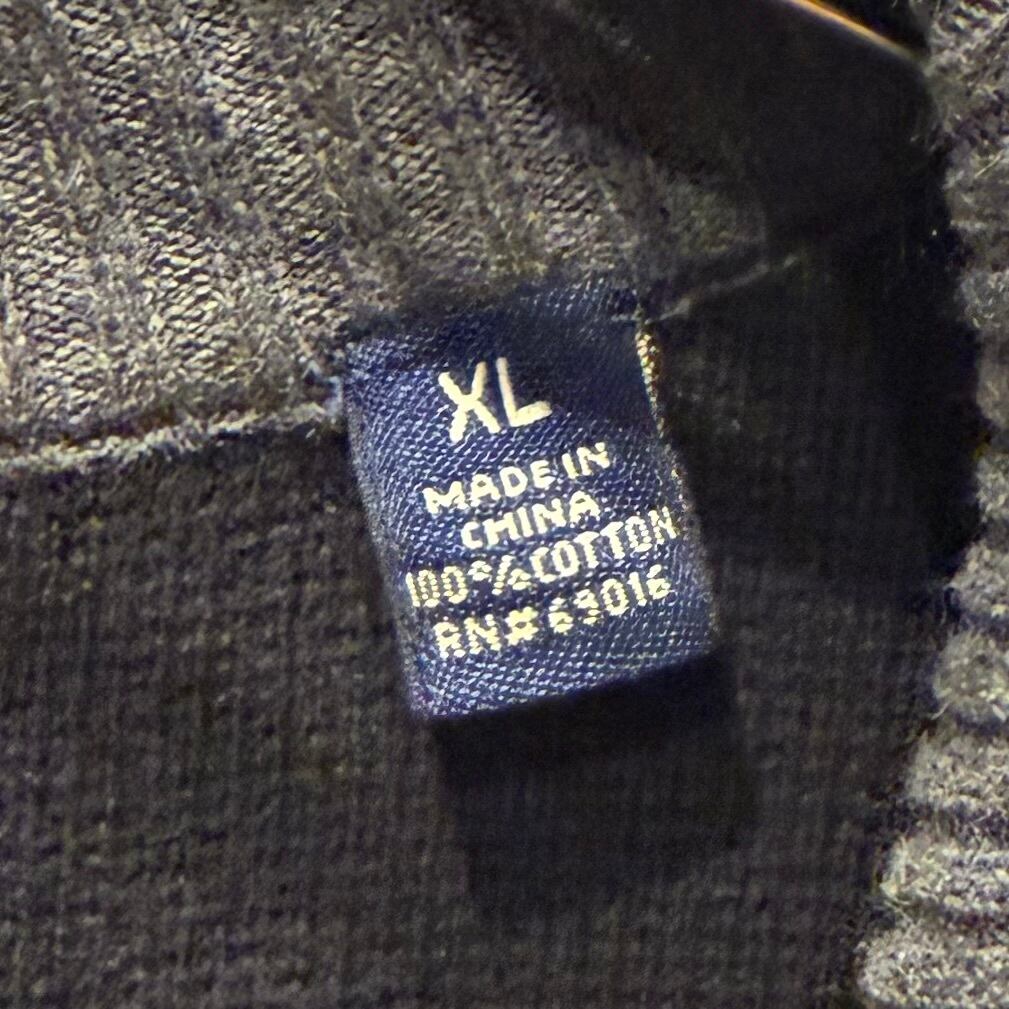 XL
MADE IN
CHINA
100%COTTON
RN# 63016